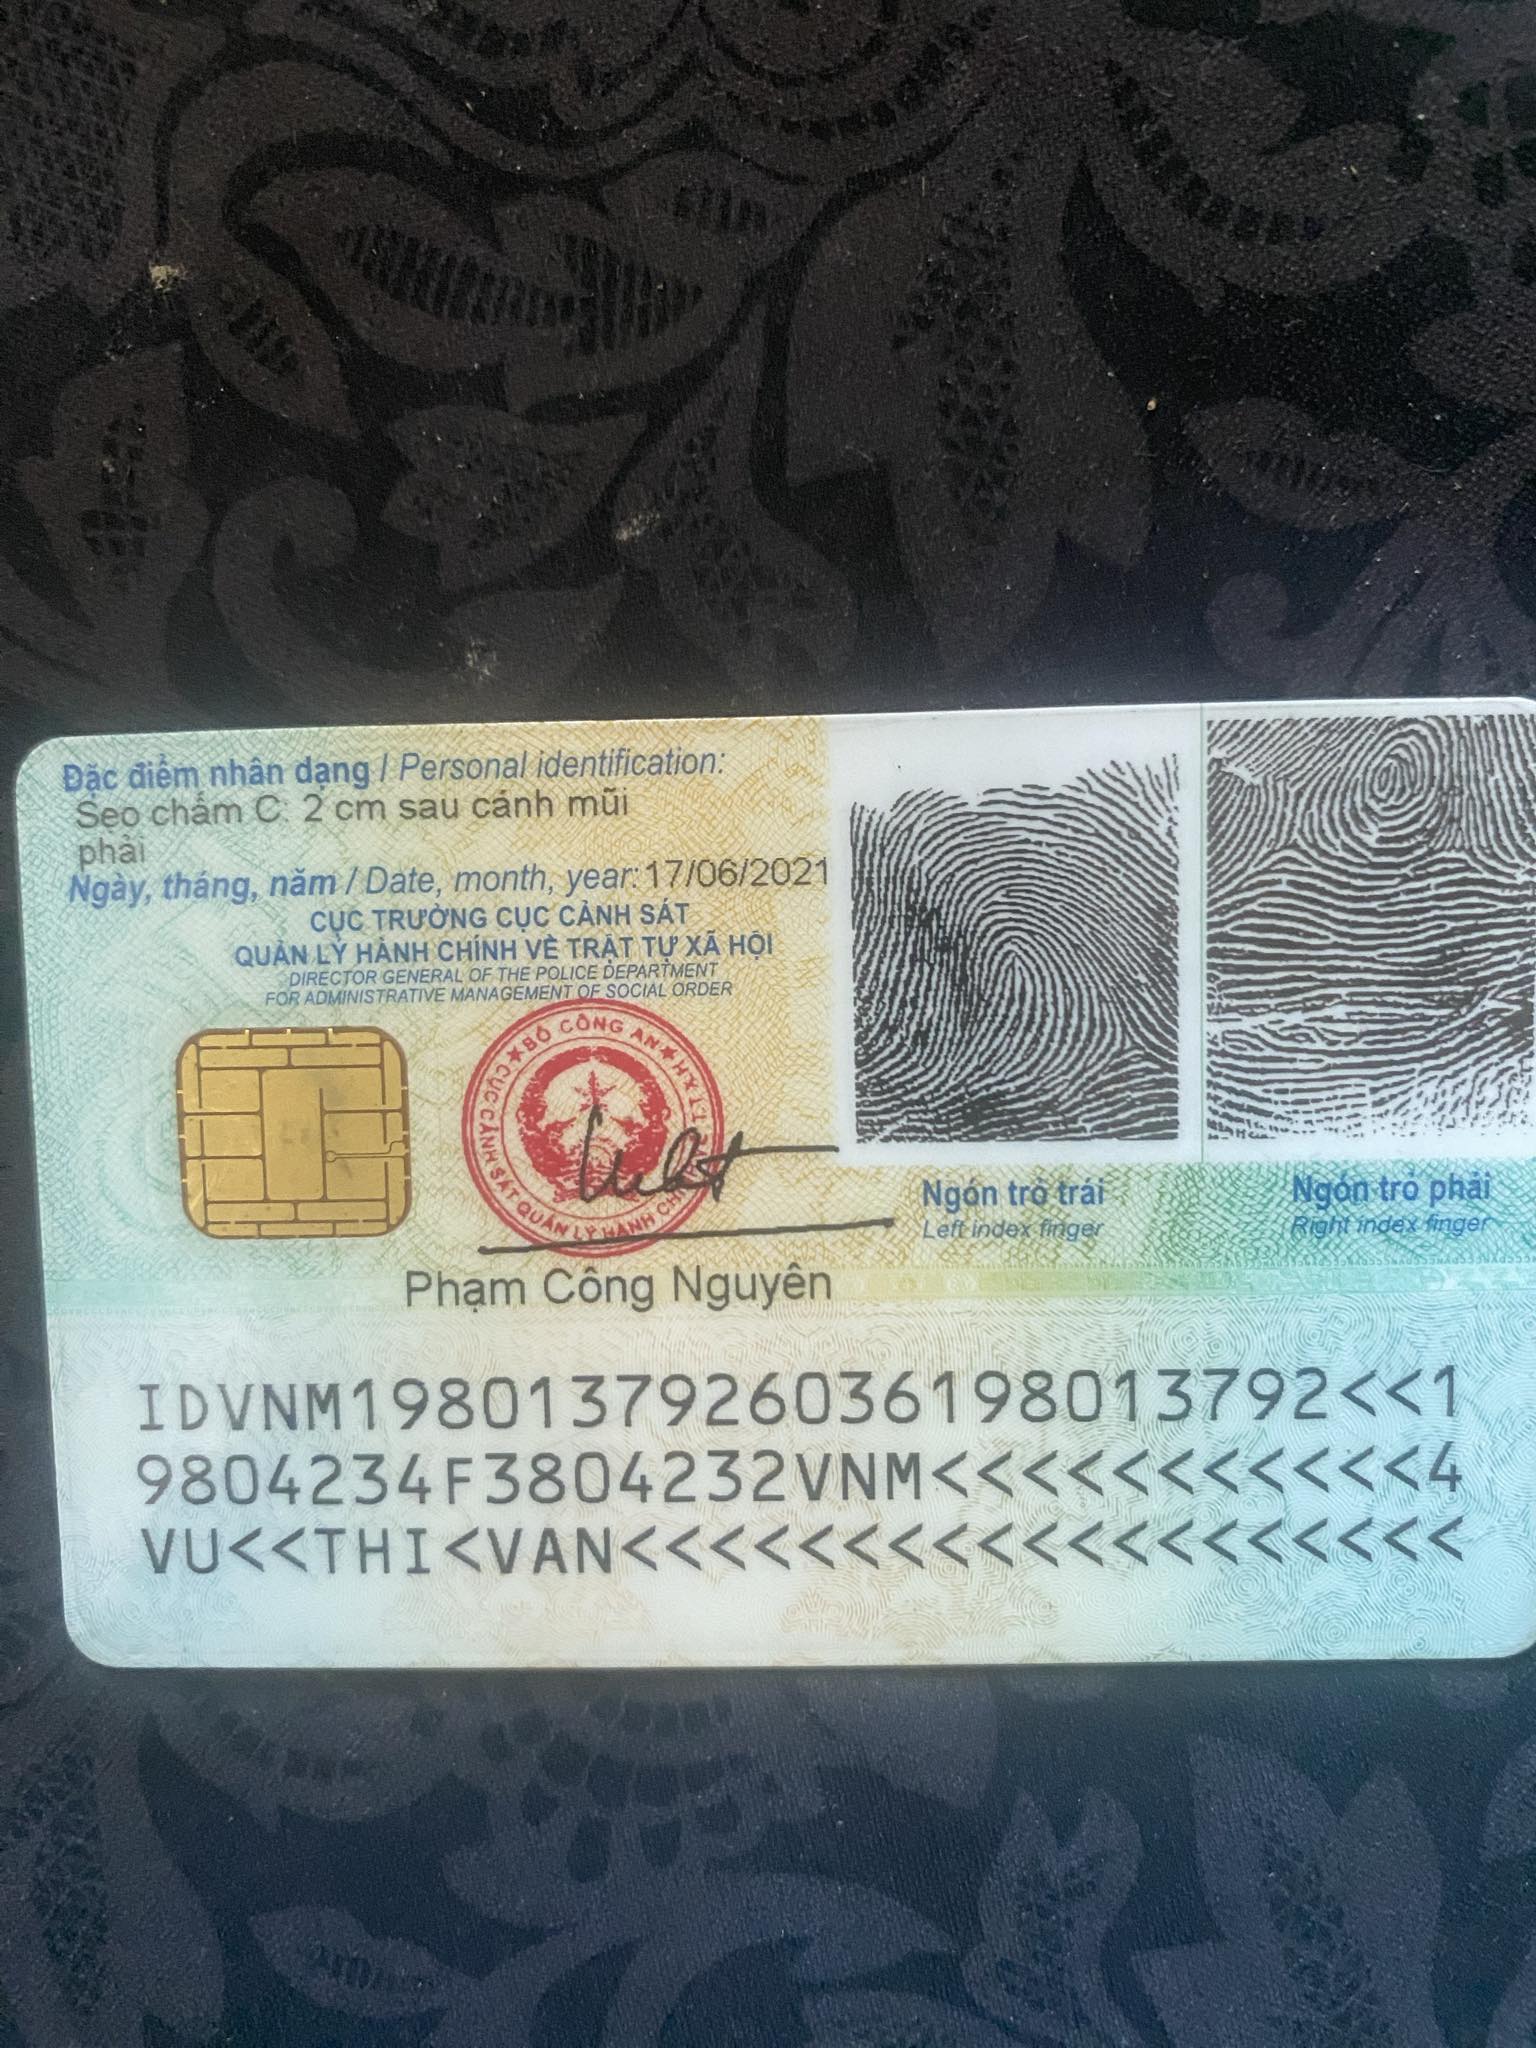 Đặc điểm nhân dạng / Personal identification:
Sẹo chấm C: 2 cm sau cánh mũi
phải
Ngày, tháng, năm / Date, month, year: 17/06/2021
CỤC TRƯỞNG CỤC CẢNH SÁT
QUẢN LÝ HÀNH CHÍNH VỀ TRẬT TỰ XÃ HỘI
DIRECTOR GENERAL OF THE POLICE DEPARTMENT
FOR ADMINISTRATIVE MANAGEMENT OF SOCIAL ORDER
BỘ CÔNG AN
CỤC CẢNH SÁT QUẢN LÝ HÀNH CHÍNH
Ngón trỏ trái
Left index finger
Ngón trỏ phải
Right index finger
Phạm Công Nguyên
IDVNM1980137926036198013792<<1
9804234F3804232VNM<<<<<<<<<<<4
VU<<THI<VAN<<<<<<<<<<<<<<<<<<<